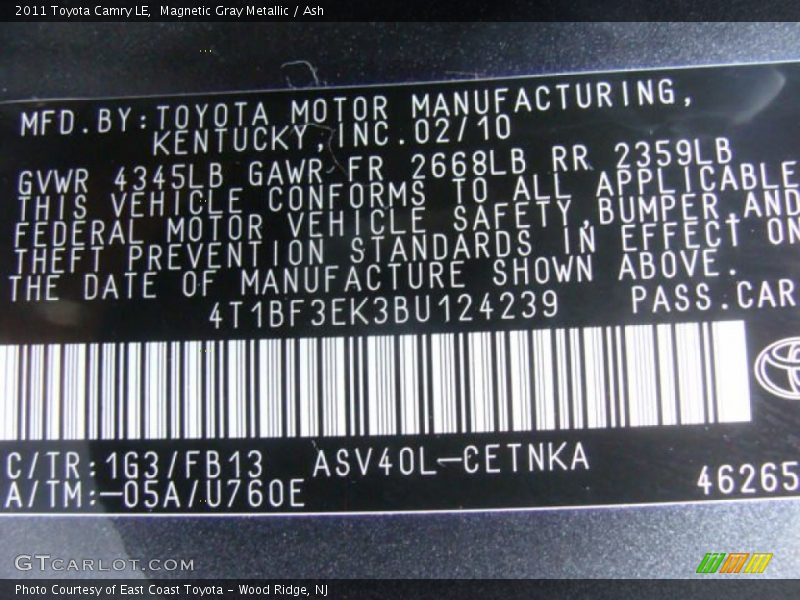 2011 Toyota Camry LE,  Magnetic Gray Metallic / Ash
MFD.BY:TOYOTA MOTOR MANUFACTURING,
KENTUCKY,INC.02/10
GVWR 4345LB GAWR FR 2668LB RR 2359LB
THIS VEHICLE CONFORMS TO ALL APPLICABLE
FEDERAL MOTOR VEHICLE SAFETY,BUMPER,AND
THEFT PREVENTION STANDARDS IN EFFECT ON
THE DATE OF MANUFACTURE SHOWN ABOVE.
4T1BF3EK3BU124239 PASS.CAR
C/TR:1G3/FB13 ASV40L-CETNKA
A/TM:-05A/U760E 46265
GTCARLOT.COM
Photo Courtesy of East Coast Toyota - Wood Ridge, NJ